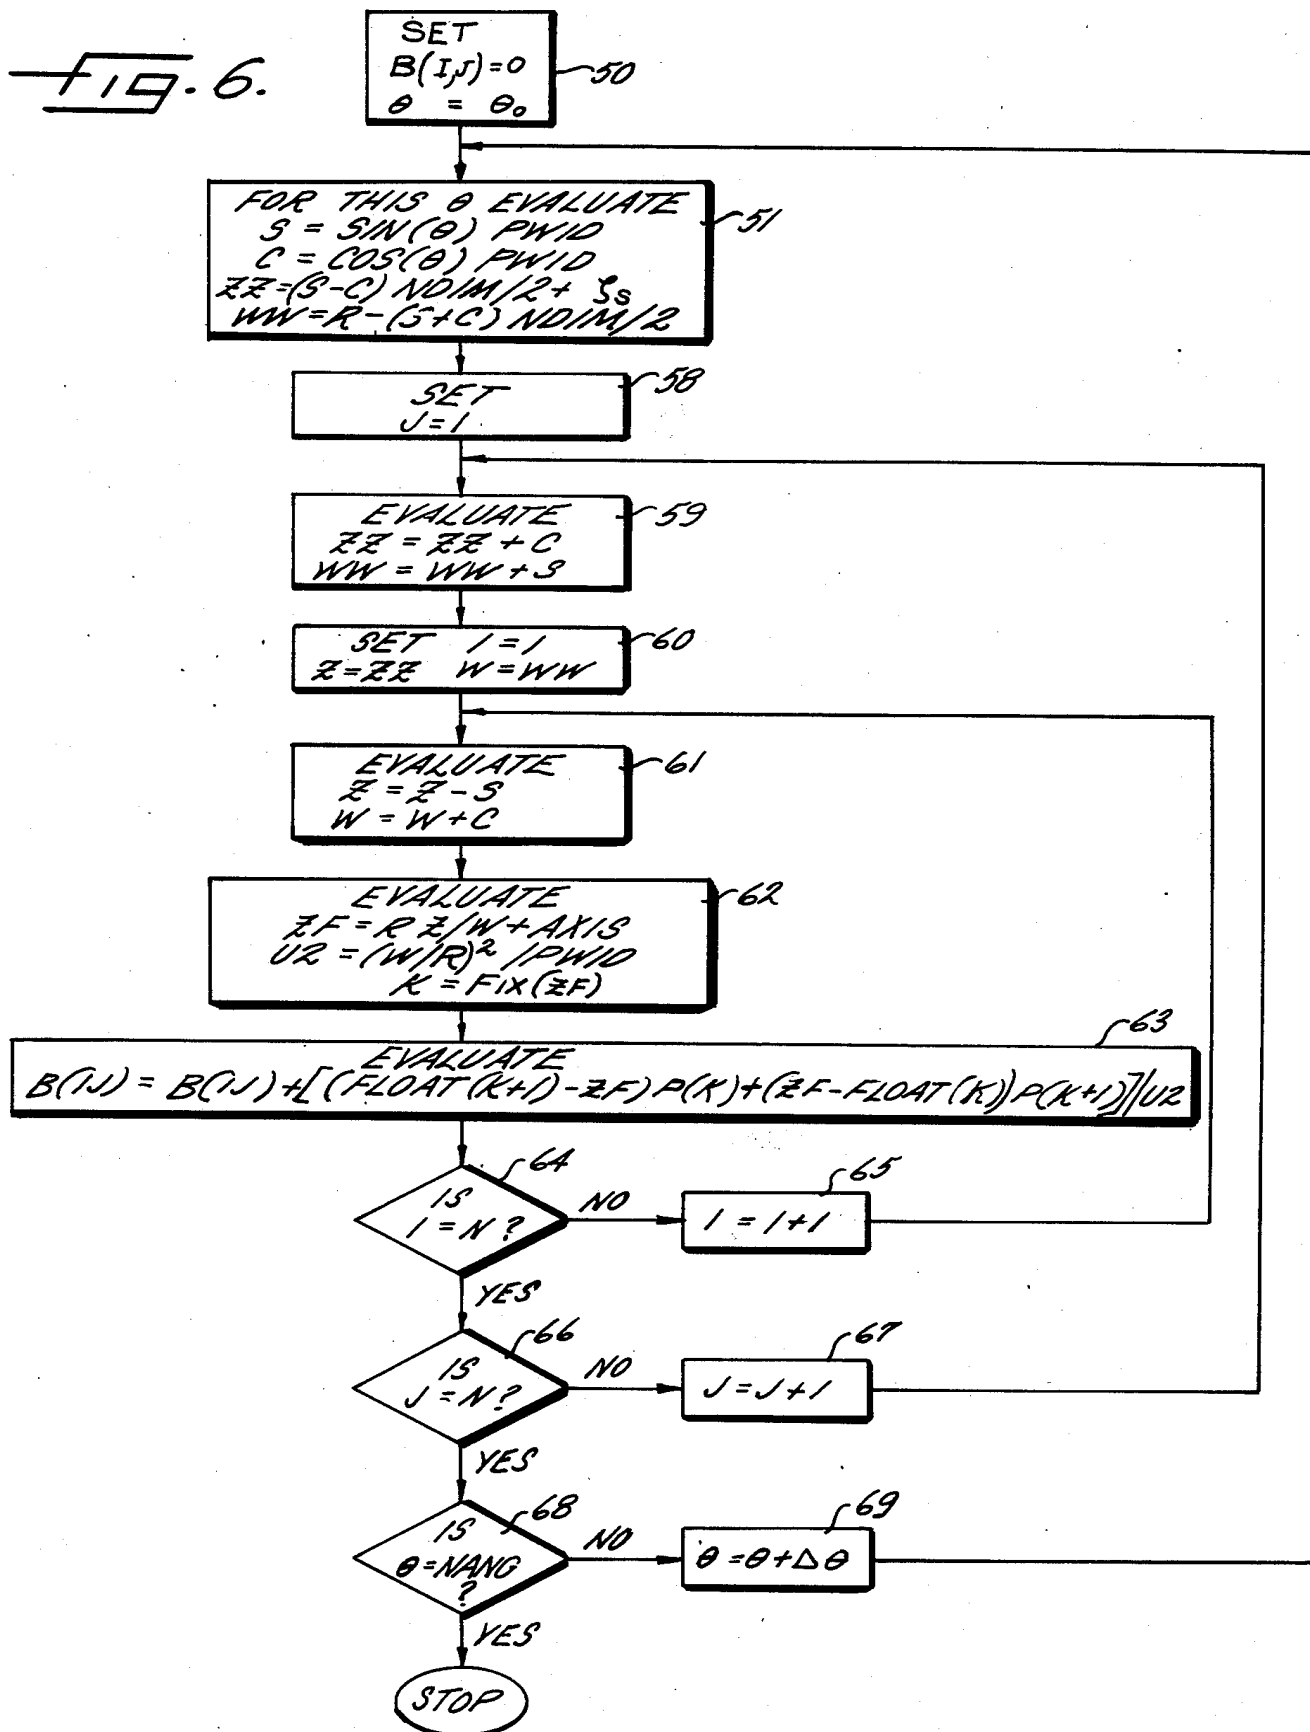 Fig. 6.
SET
B(I,J)=0
θ = θ₀
50
FOR THIS θ EVALUATE
S = SIN(θ) PWID
C = COS(θ) PWID
ZZ=(S-C) NDIM/2+ ζs
WW=R-(S+C) NDIM/2
51
SET
J=1
58
EVALUATE
ZZ = ZZ + C
WW = WW + S
59
SET I = 1
Z=ZZ W=WW
60
EVALUATE
Z = Z - S
W = W + C
61
EVALUATE
ZF = R Z/W + AXIS
U2 = (W/R)² /PWID
K = FIX(ZF)
62
EVALUATE
B(IJ) = B(IJ) +[(FLOAT(K+1)-ZF) P(K)+(ZF-FLOAT(K))P(K+1)]/U2
63
IS
I = N ?
64
NO
I = I+1
65
YES
IS
J = N ?
66
NO
J = J+1
67
YES
IS
θ=NANG
?
68
NO
θ =θ+Δθ
69
YES
STOP